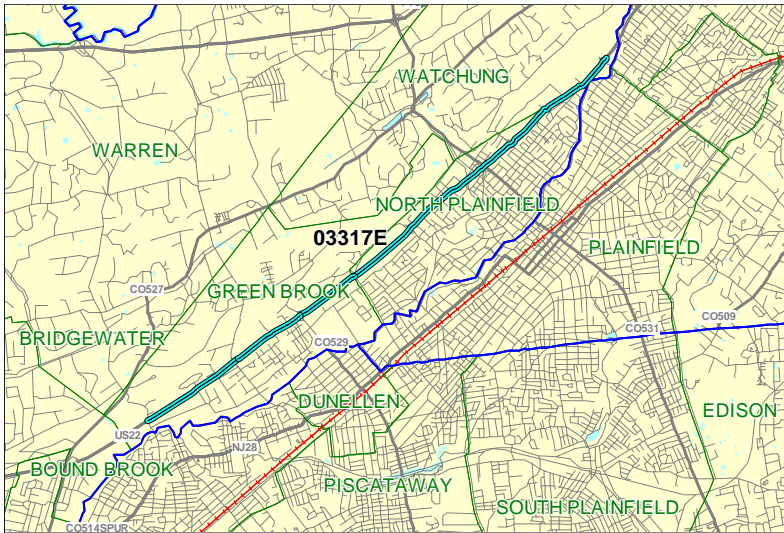 WATCHUNG
WARREN
NORTH PLAINFIELD
03317E
PLAINFIELD
CO527
GREEN BROOK
CO509
CO531
BRIDGEWATER
CO529
DUNELLEN
EDISON
US22
NJ28
BOUND BROOK
PISCATAWAY
SOUTH PLAINFIELD
CO514SPUR